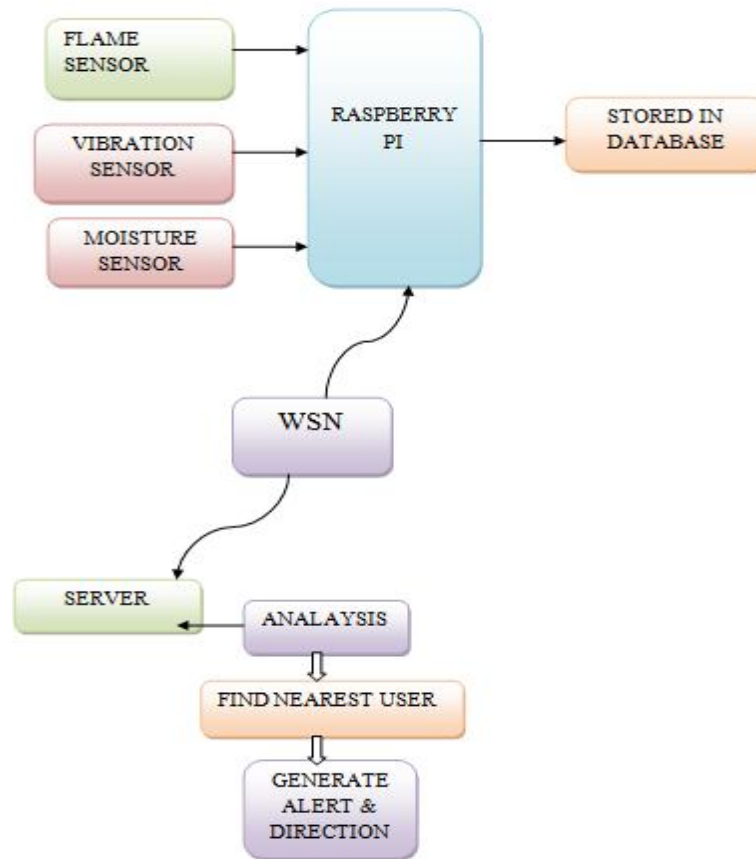 FLAME
SENSOR
VIBRATION
SENSOR
MOISTURE
SENSOR
RASPBERRY
PI
STORED IN
DATABASE
WSN
SERVER
ANALAYSIS
FIND NEAREST USER
GENERATE
ALERT &
DIRECTION